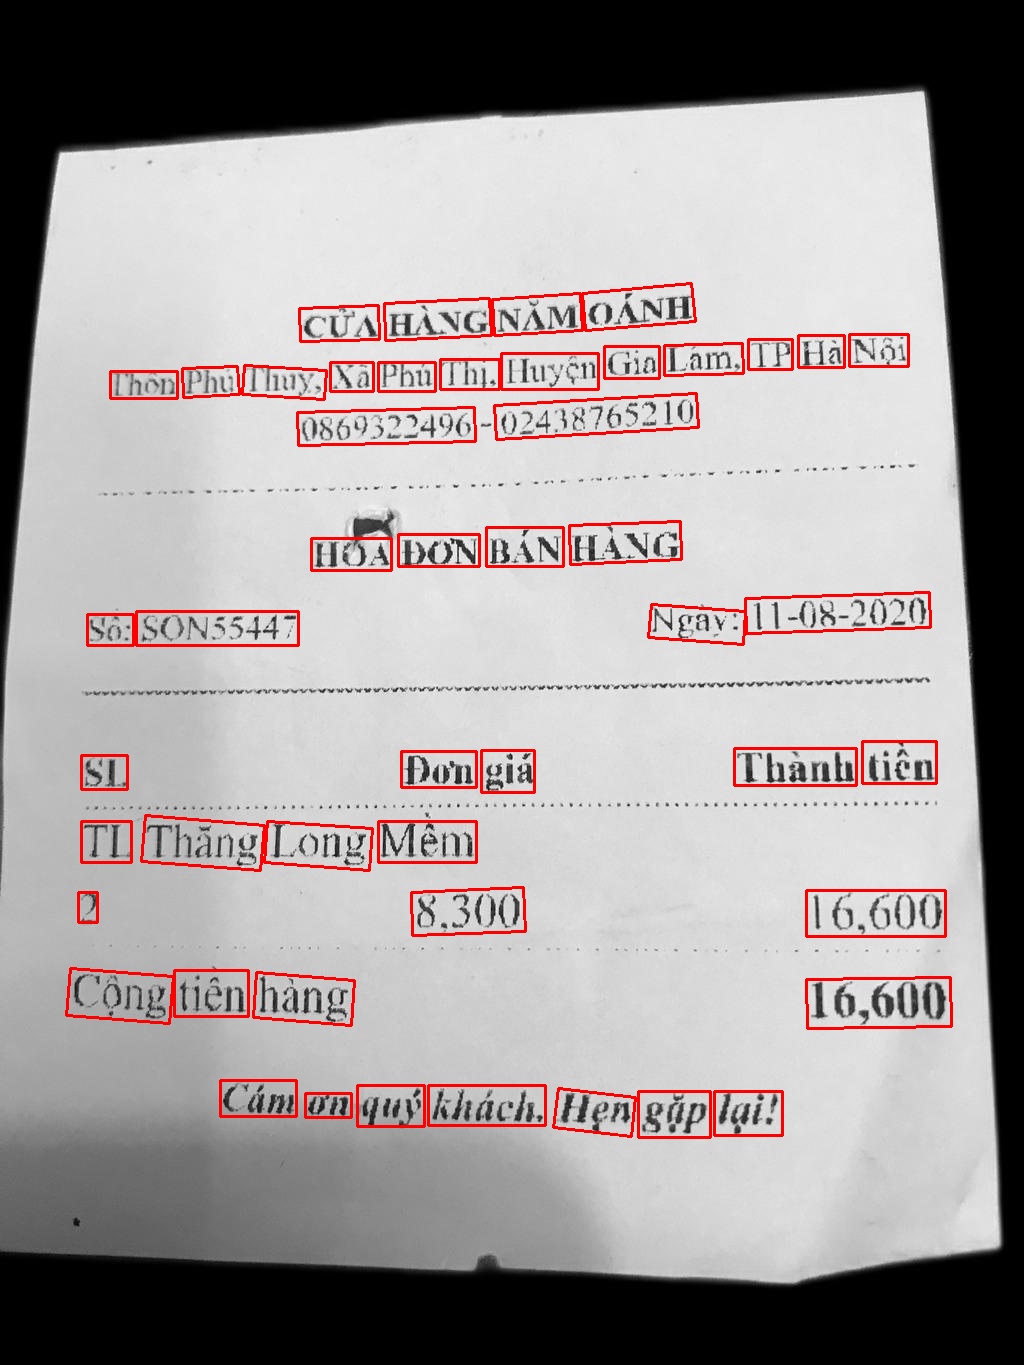 CỬA HÀNG NĂM OÁNH
Thôn Phú Thuỵ, Xã Phú Thị, Huyện Gia Lâm, TP Hà Nội
0869322496 - 02438765210
HÓA ĐƠN BÁN HÀNG
Số: SON55447 Ngày: 11-08-2020
SL Đơn giá Thành tiền
TL Thăng Long Mềm
2 8,300 16,600
Cộng tiền hàng 16,600
Cám ơn quý khách. Hẹn gặp lại!